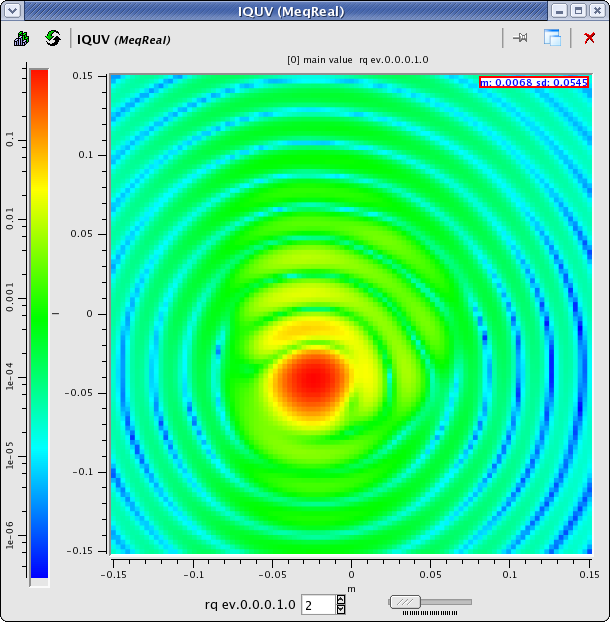 IQUV (MeqReal)
IQUV (MeqReal)
[0] main value rq ev.0.0.0.1.0
m: 0.0068 sd: 0.0545
0.1
0.01
0.001
1e-04
1e-05
1e-06
0.15
0.1
0.05
0
-0.05
-0.1
-0.15
-0.15 -0.1 -0.05 0 0.05 0.1 0.15
m
rq ev.0.0.0.1.0 2